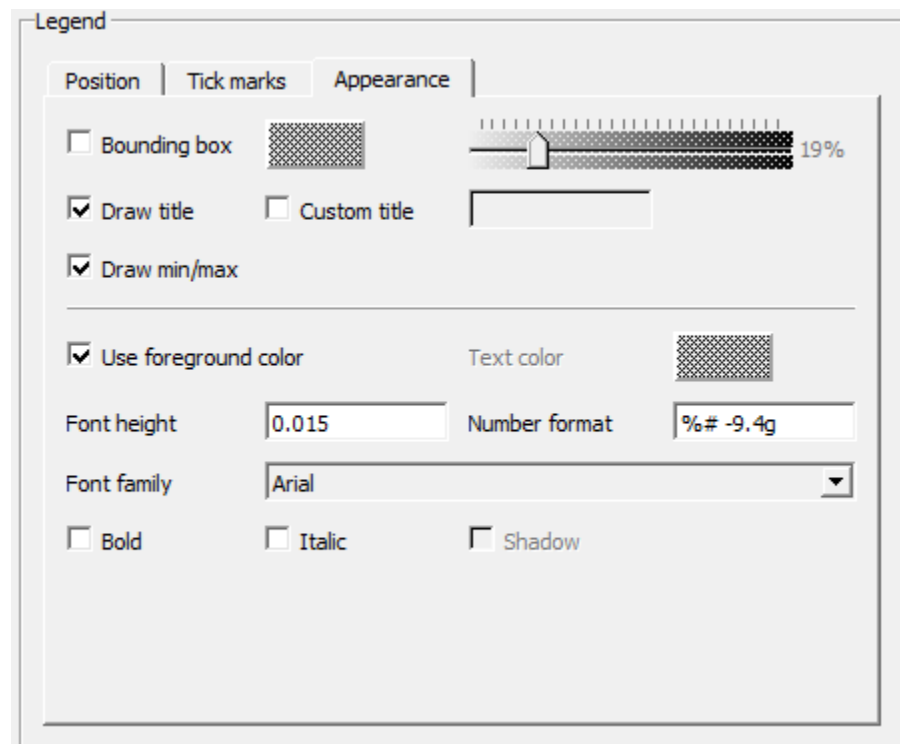 Legend
Position Tick marks Appearance
Bounding box 19%
Draw title Custom title
Draw min/max
Use foreground color Text color
Font height 0.015 Number format %# -9.4g
Font family Arial
Bold Italic Shadow